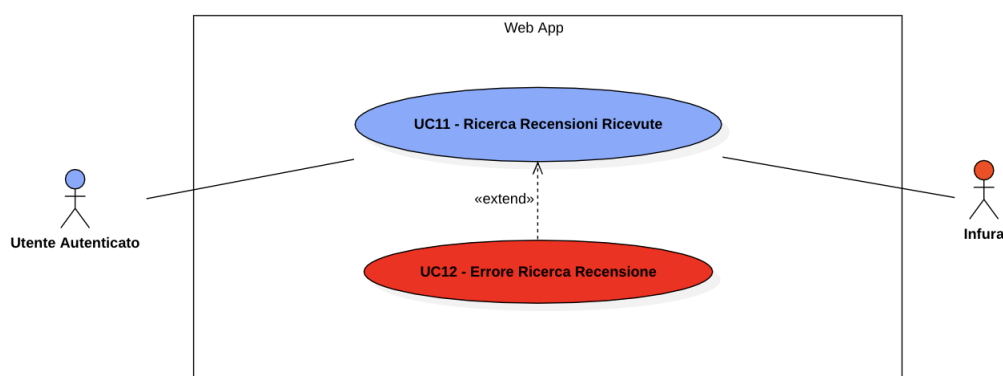 Web App
UC11 - Ricerca Recensioni Ricevute
«extend»
Utente Autenticato
Infura
UC12 - Errore Ricerca Recensione